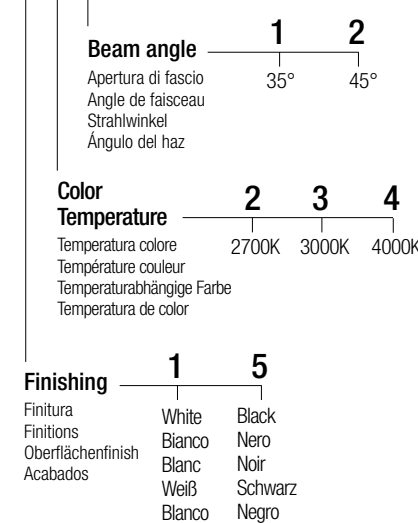 Beam angle 1 2
Apertura di fascio 35° 45°
Angle de faisceau
Strahlwinkel
Ángulo del haz
Color
Temperature 2 3 4
Temperatura colore 2700K 3000K 4000K
Température couleur
Temperaturabhängige Farbe
Temperatura de color
Finishing 1 5
Finitura White Black
Finitions Bianco Nero
Oberflächenfinish Blanc Noir
Acabados Weiß Schwarz
Blanco Negro